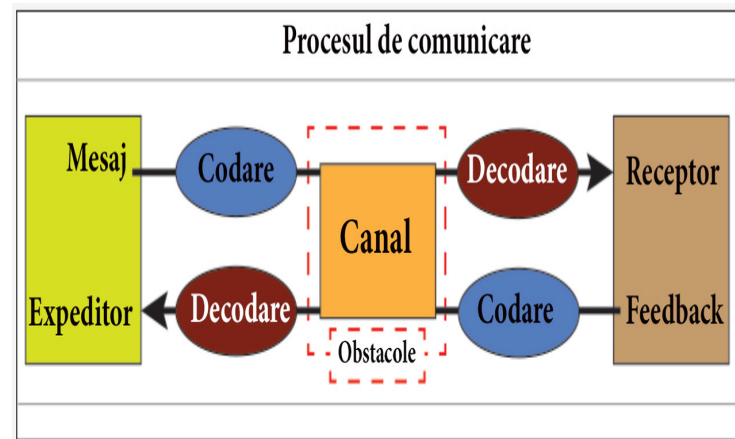 Procesul de comunicare
Mesaj
Codare
Decodare
Receptor
Canal
Expeditor
Decodare
Codare
Feedback
Obstacole